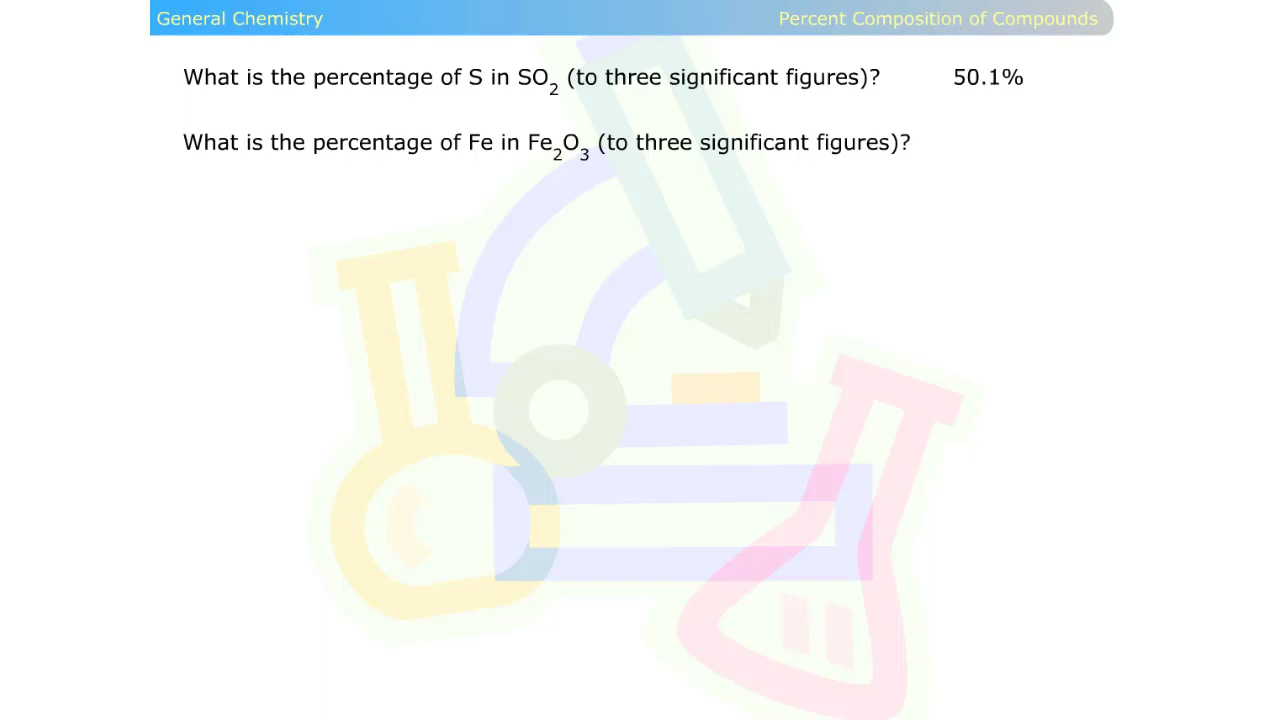 General Chemistry Percent Composition of Compounds
What is the percentage of S in SO₂ (to three significant figures)? 50.1%
What is the percentage of Fe in Fe₂O₃ (to three significant figures)?